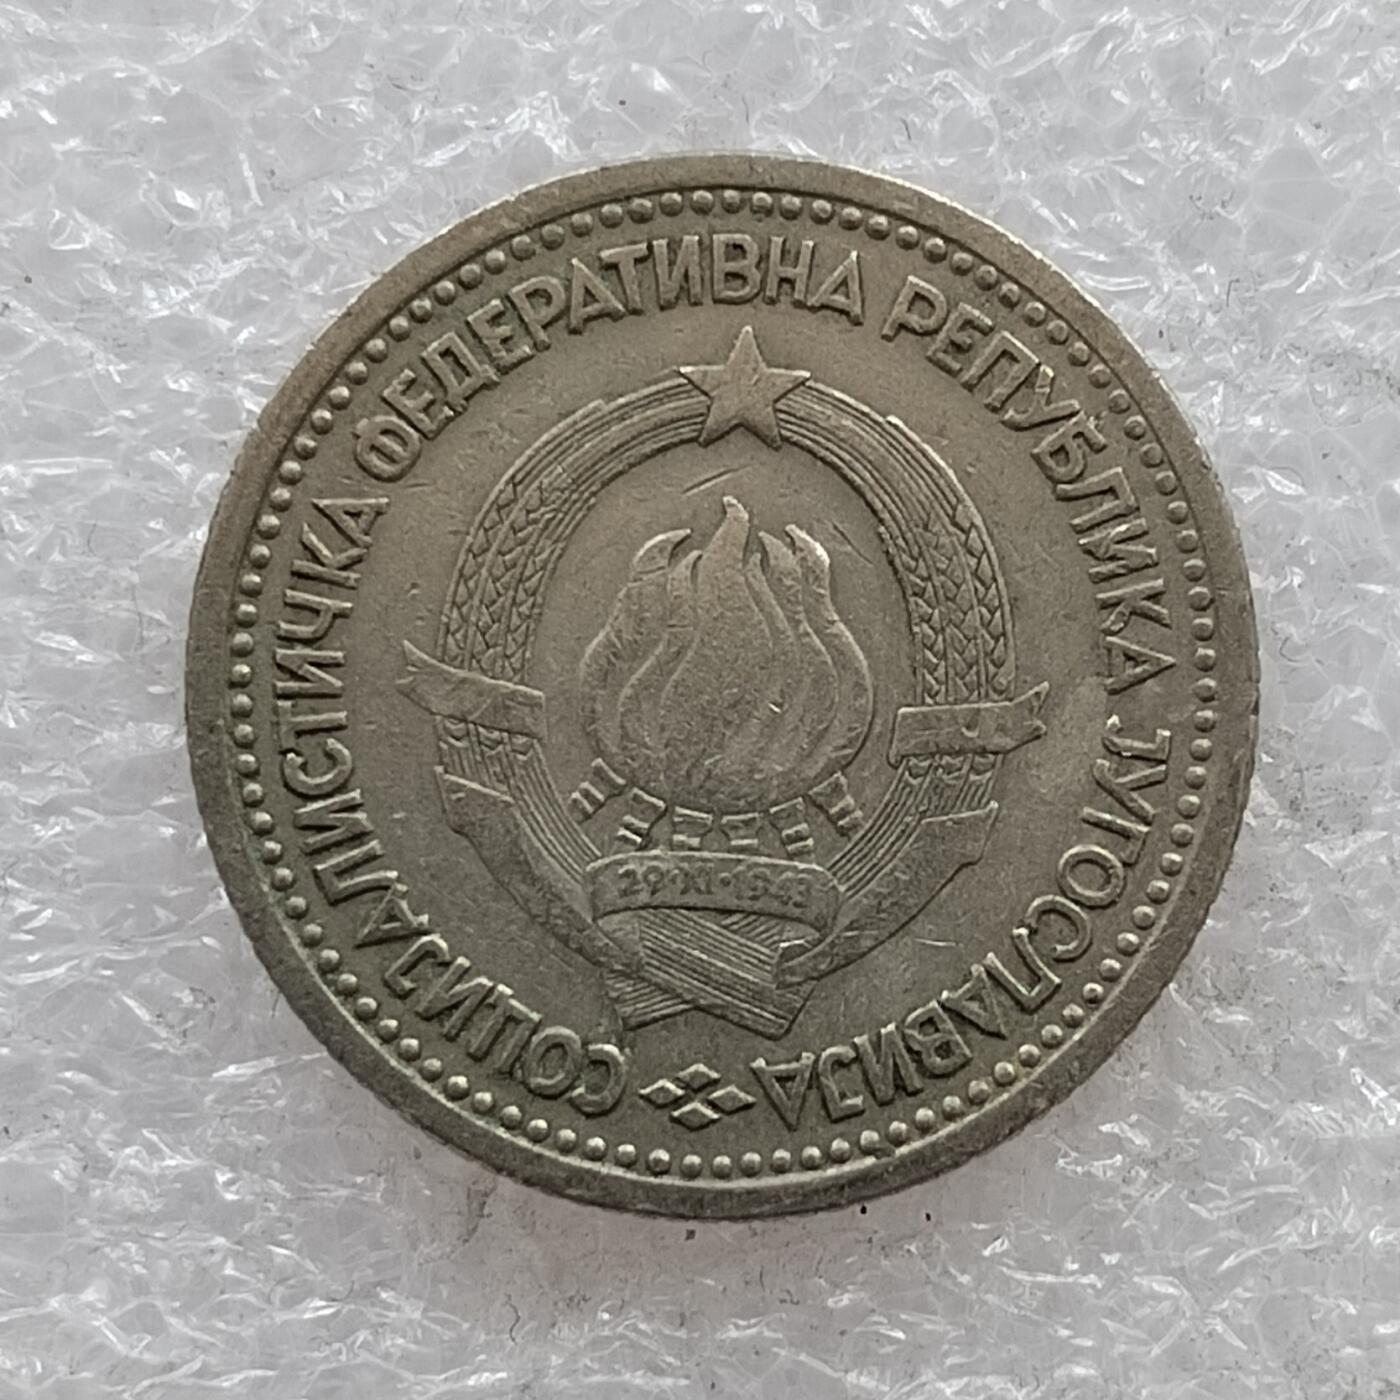 СОЦИЈАЛИСТИЧКА ФЕДЕРАТИВНА РЕПУБЛИКА ЈУГОСЛАВИЈА
29·XI·1943